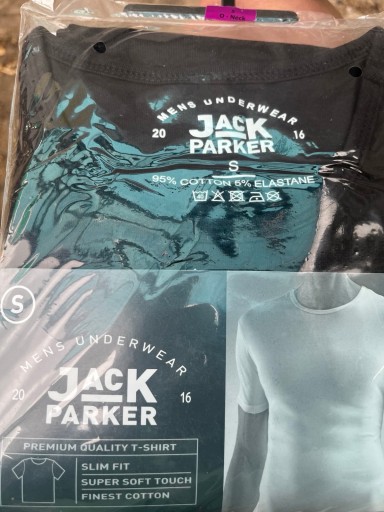 O - Neck
MENS UNDERWEAR
20 JACK 16
PARKER
S
95% COTTON 5% ELASTANE
S
MENS UNDERWEAR
20 JACK 16
PARKER
PREMIUM QUALITY T-SHIRT
SLIM FIT
SUPER SOFT TOUCH
FINEST COTTON